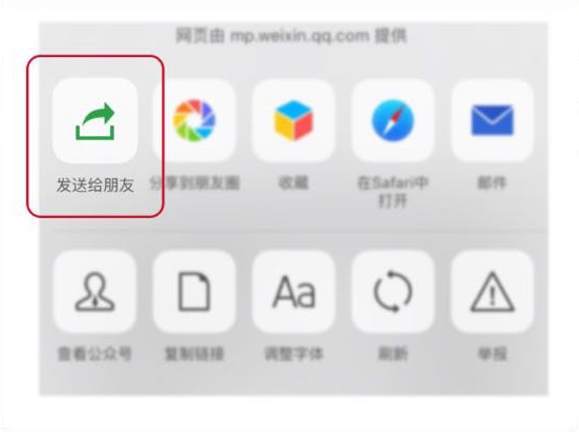 网页由 mp.weixin.qq.com 提供
发送给朋友
分享到朋友圈
收藏
在Safari中
打开
邮件
查看公众号
复制链接
Aa
调整字体
刷新
举报